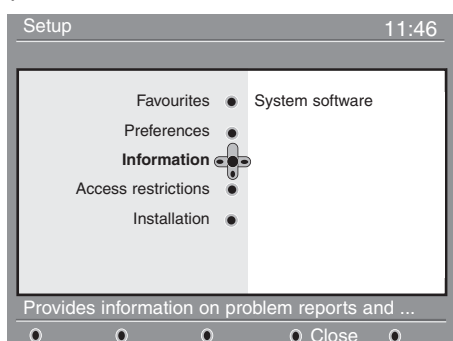 Setup 11:46
Favourites System software
Preferences
Information
Access restrictions
Installation
Provides information on problem reports and ...
Close